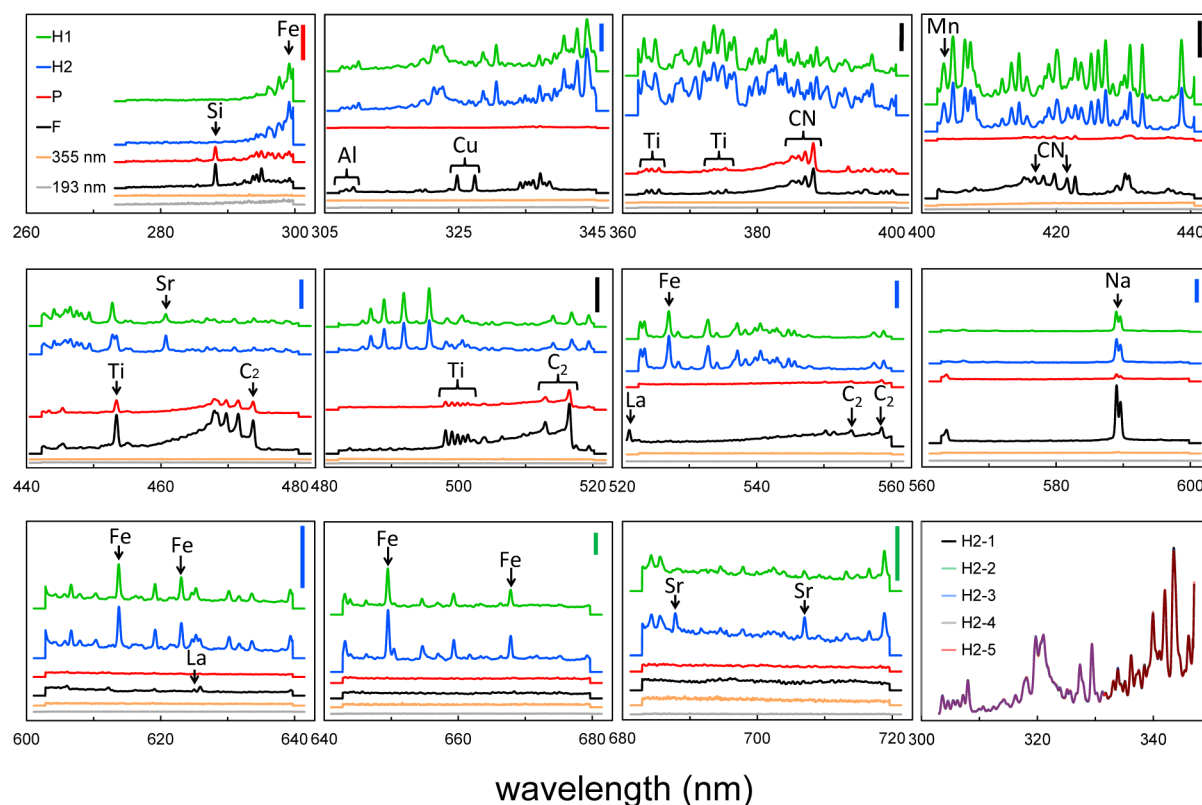 H1
H2
P
F
355 nm
193 nm
Si
Fe
260 280 300
Al
Cu
305 325 345
Ti
Ti
CN
360 380 400
Mn
CN
400 420 440
Sr
Ti
C2
440 460 480
Ti
C2
480 500 520
Fe
La
C2
C2
520 540 560
Na
560 580 600
Fe
Fe
La
600 620 640
Fe
Fe
640 660 680
Sr
Sr
680 700 720
H2-1
H2-2
H2-3
H2-4
H2-5
300 320 340
wavelength (nm)